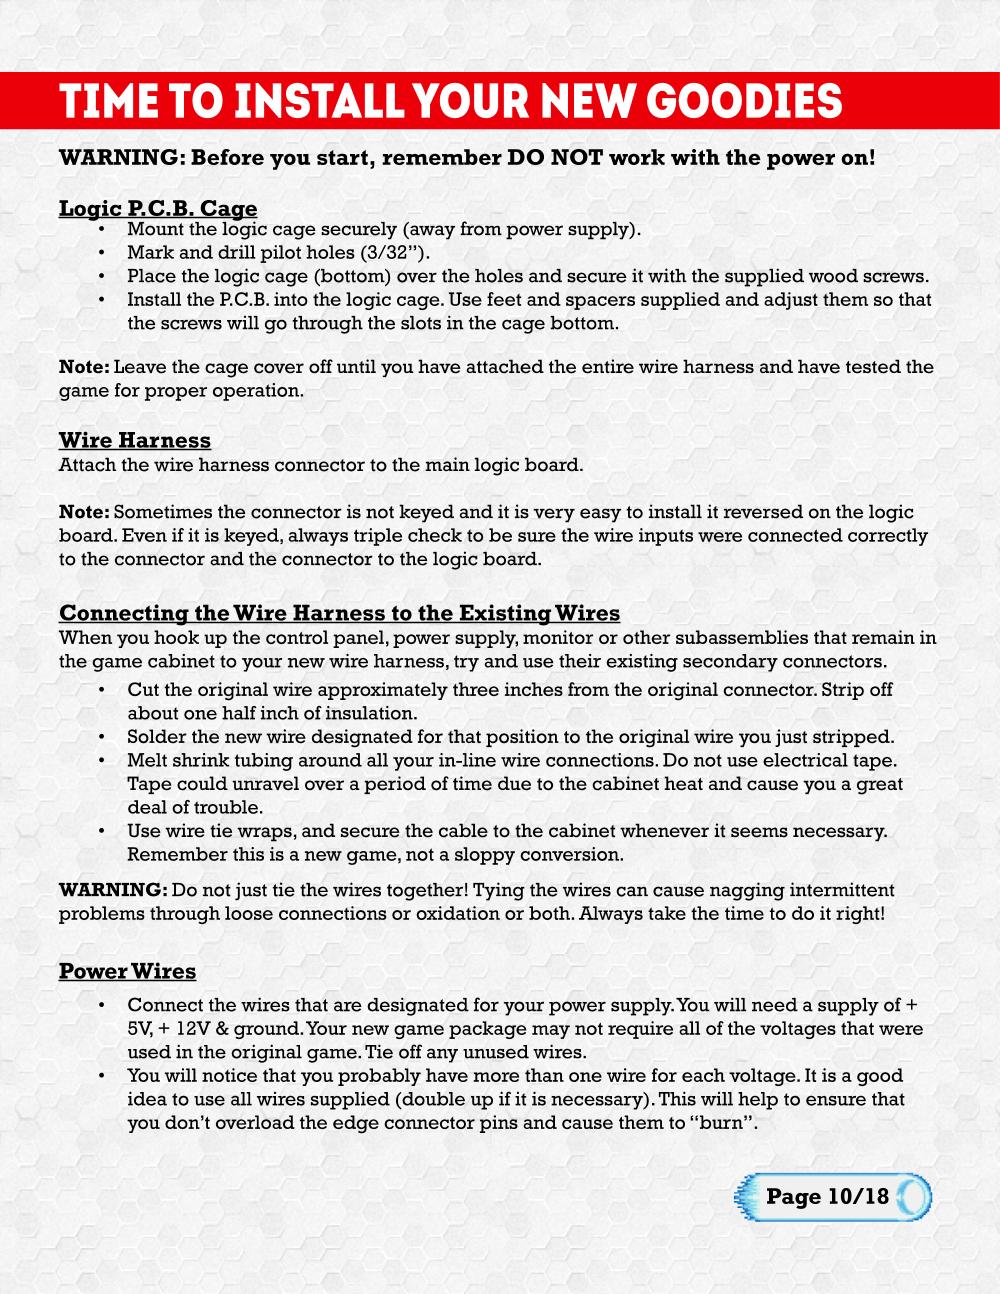 TIME TO INSTALL YOUR NEW GOODIES
WARNING: Before you start, remember DO NOT work with the power on!
Logic P.C.B. Cage
• Mount the logic cage securely (away from power supply).
• Mark and drill pilot holes (3/32”).
• Place the logic cage (bottom) over the holes and secure it with the supplied wood screws.
• Install the P.C.B. into the logic cage. Use feet and spacers supplied and adjust them so that
the screws will go through the slots in the cage bottom.
Note: Leave the cage cover off until you have attached the entire wire harness and have tested the
game for proper operation.
Wire Harness
Attach the wire harness connector to the main logic board.
Note: Sometimes the connector is not keyed and it is very easy to install it reversed on the logic
board. Even if it is keyed, always triple check to be sure the wire inputs were connected correctly
to the connector and the connector to the logic board.
Connecting the Wire Harness to the Existing Wires
When you hook up the control panel, power supply, monitor or other subassemblies that remain in
the game cabinet to your new wire harness, try and use their existing secondary connectors.
• Cut the original wire approximately three inches from the original connector. Strip off
about one half inch of insulation.
• Solder the new wire designated for that position to the original wire you just stripped.
• Melt shrink tubing around all your in-line wire connections. Do not use electrical tape.
Tape could unravel over a period of time due to the cabinet heat and cause you a great
deal of trouble.
• Use wire tie wraps, and secure the cable to the cabinet whenever it seems necessary.
Remember this is a new game, not a sloppy conversion.
WARNING: Do not just tie the wires together! Tying the wires can cause nagging intermittent
problems through loose connections or oxidation or both. Always take the time to do it right!
Power Wires
• Connect the wires that are designated for your power supply. You will need a supply of +
5V, + 12V & ground. Your new game package may not require all of the voltages that were
used in the original game. Tie off any unused wires.
• You will notice that you probably have more than one wire for each voltage. It is a good
idea to use all wires supplied (double up if it is necessary). This will help to ensure that
you don’t overload the edge connector pins and cause them to “burn”.
Page 10/18